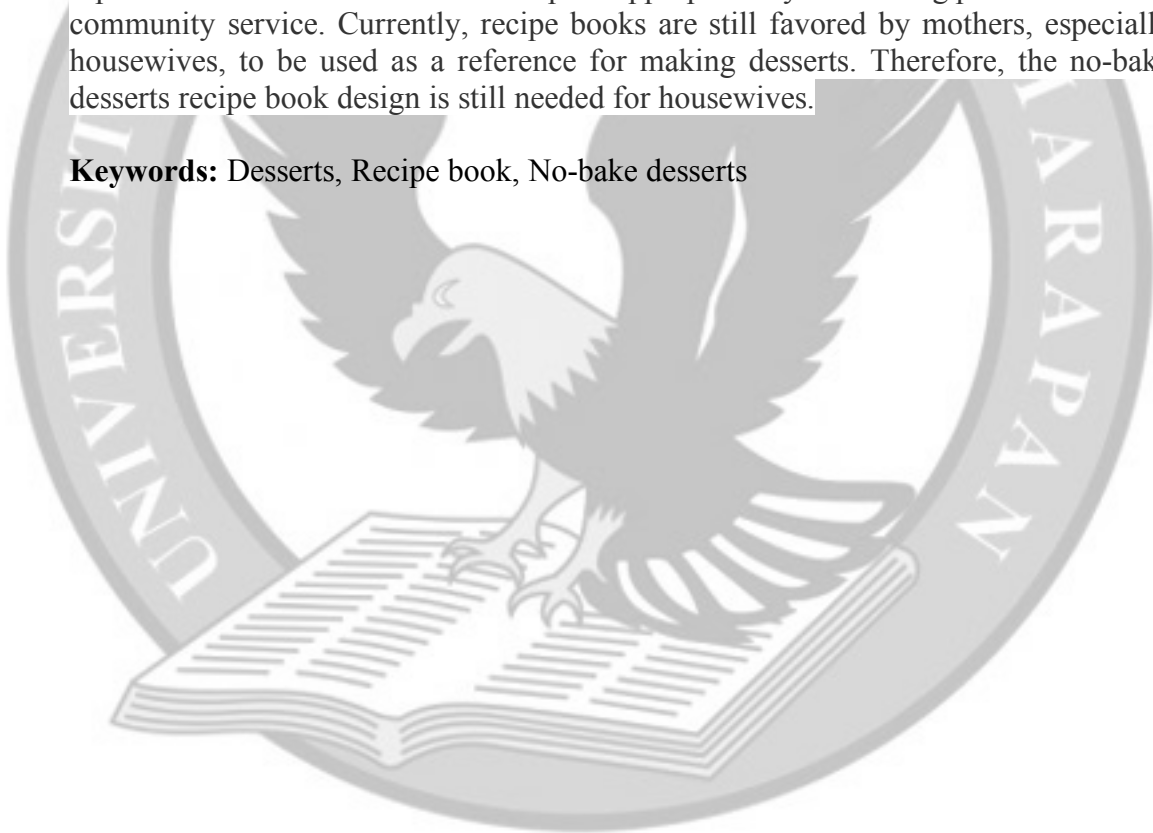 community service. Currently, recipe books are still favored by mothers, especiall
housewives, to be used as a reference for making desserts. Therefore, the no-bak
desserts recipe book design is still needed for housewives.
Keywords: Desserts, Recipe book, No-bake desserts
UNIVERSIT
ARAPAN